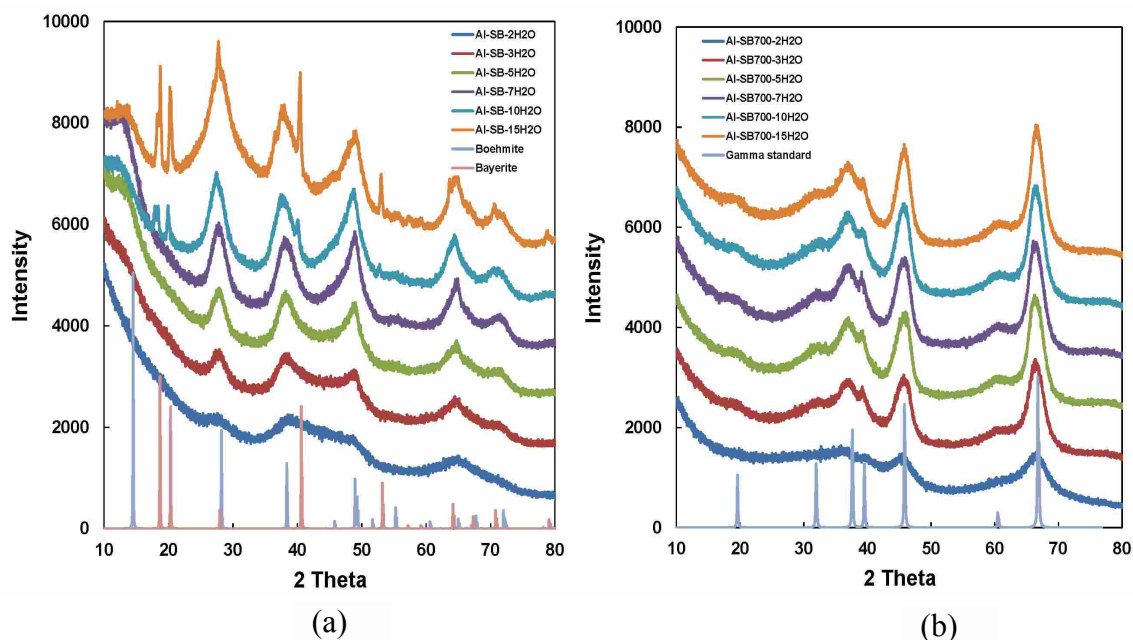 (a)
10000
8000
6000
4000
2000
0
Intensity
10 20 30 40 50 60 70 80
2 Theta
Al-SB-2H2O
Al-SB-3H2O
Al-SB-5H2O
Al-SB-7H2O
Al-SB-10H2O
Al-SB-15H2O
Boehmite
Bayerite
(a)
(b)
10000
8000
6000
4000
2000
0
Intensity
10 20 30 40 50 60 70 80
2 Theta
Al-SB700-2H2O
Al-SB700-3H2O
Al-SB700-5H2O
Al-SB700-7H2O
Al-SB700-10H2O
Al-SB700-15H2O
Gamma standard
(b)